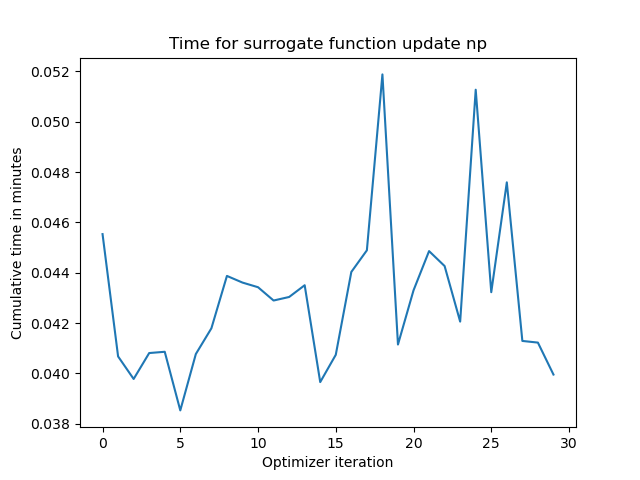 Time for surrogate function update np
Cumulative time in minutes
0.052
0.050
0.048
0.046
0.044
0.042
0.040
0.038
0 5 10 15 20 25 30
Optimizer iteration